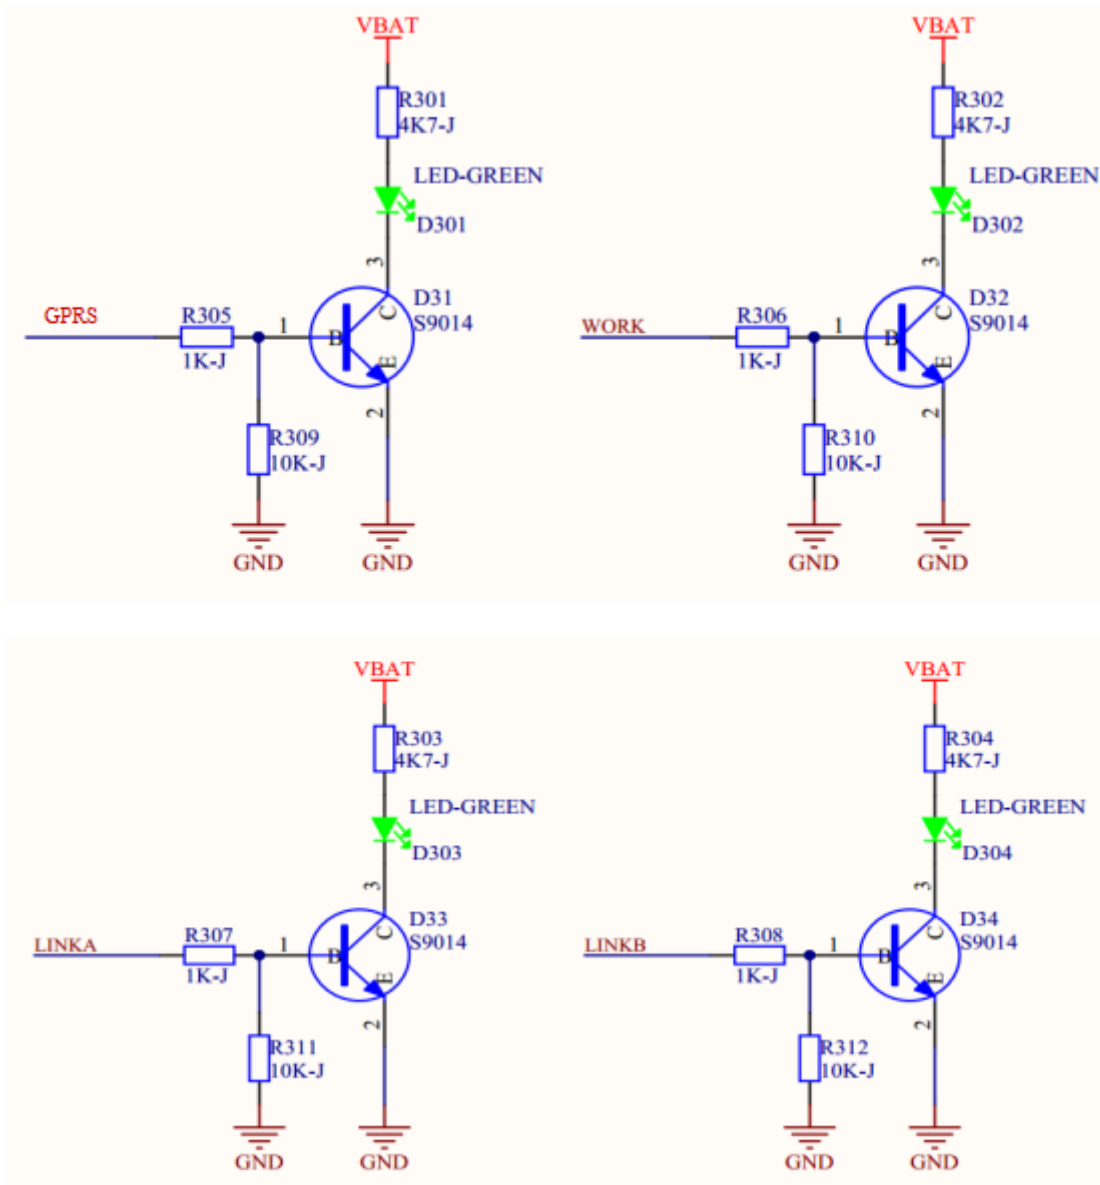 VBAT
R301
4K7-J
LED-GREEN
D301
3
D31
S9014
C
GPRS
R305
1
B
1K-J
E
2
R309
10K-J
GND
GND
VBAT
R302
4K7-J
LED-GREEN
D302
3
D32
S9014
C
WORK
R306
1
B
1K-J
E
2
R310
10K-J
GND
GND
VBAT
R303
4K7-J
LED-GREEN
D303
3
D33
S9014
C
LINKA
R307
1
B
1K-J
E
2
R311
10K-J
GND
GND
VBAT
R304
4K7-J
LED-GREEN
D304
3
D34
S9014
C
LINKB
R308
1
B
1K-J
E
2
R312
10K-J
GND
GND